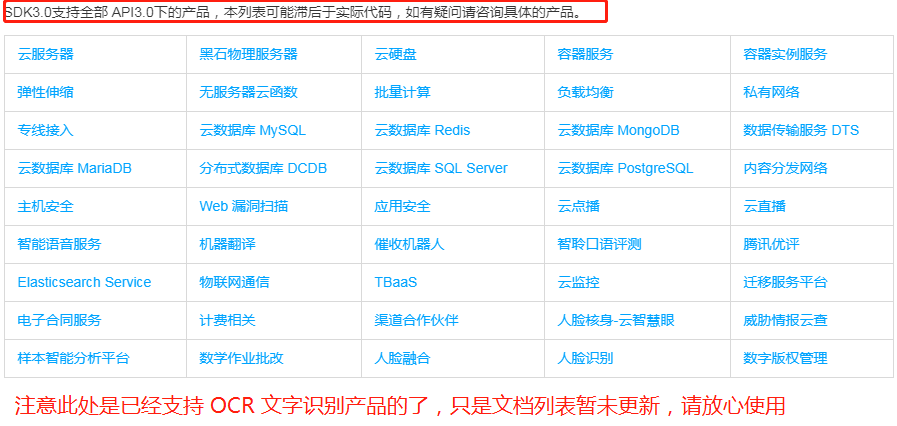 SDK3.0支持全部 API3.0下的产品，本列表可能滞后于实际代码，如有疑问请咨询具体的产品。
云服务器 黑石物理服务器 云硬盘 容器服务 容器实例服务
弹性伸缩 无服务器云函数 批量计算 负载均衡 私有网络
专线接入 云数据库 MySQL 云数据库 Redis 云数据库 MongoDB 数据传输服务 DTS
云数据库 MariaDB 分布式数据库 DCDB 云数据库 SQL Server 云数据库 PostgreSQL 内容分发网络
主机安全 Web 漏洞扫描 应用安全 云点播 云直播
智能语音服务 机器翻译 催收机器人 智聆口语评测 腾讯优评
Elasticsearch Service 物联网通信 TBaaS 云监控 迁移服务平台
电子合同服务 计费相关 渠道合作伙伴 人脸核身-云智慧眼 威胁情报云查
样本智能分析平台 数学作业批改 人脸融合 人脸识别 数字版权管理
注意此处是已经支持 OCR 文字识别产品的了，只是文档列表暂未更新，请放心使用